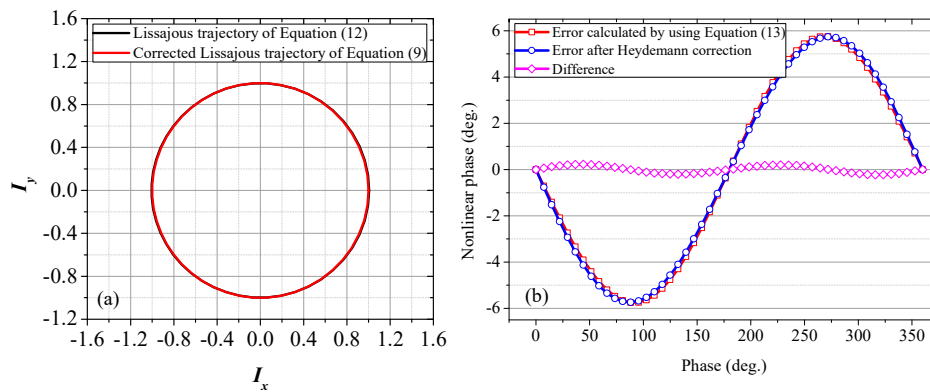 1.6
Lissajous trajectory of Equation (12)
Corrected Lissajous trajectory of Equation (9)
1.2
0.8
0.4
0.0
-0.4
-0.8
-1.2
I_y
(a)
-1.6 -1.2 -0.8 -0.4 0.0 0.4 0.8 1.2 1.6
I_x
Error calculated by using Equation (13)
Error after Heydemann correction
Difference
6
4
2
0
-2
-4
-6
Nonlinear phase (deg.)
(b)
0 50 100 150 200 250 300 350
Phase (deg.)